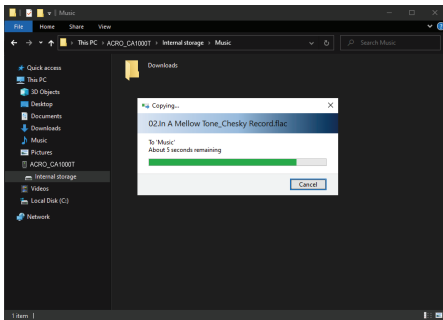 Music
File Home Share View
This PC > ACRO_CA1000T > Internal storage > Music
Search Music
Quick access
This PC
3D Objects
Desktop
Documents
Downloads
Music
Pictures
ACRO_CA1000T
Internal storage
Videos
Local Disk (C:)
Network
Downloads
Copying...
02.In A Mellow Tone_Chesky Record.flac
To 'Music'
About 5 seconds remaining
Cancel
1 item